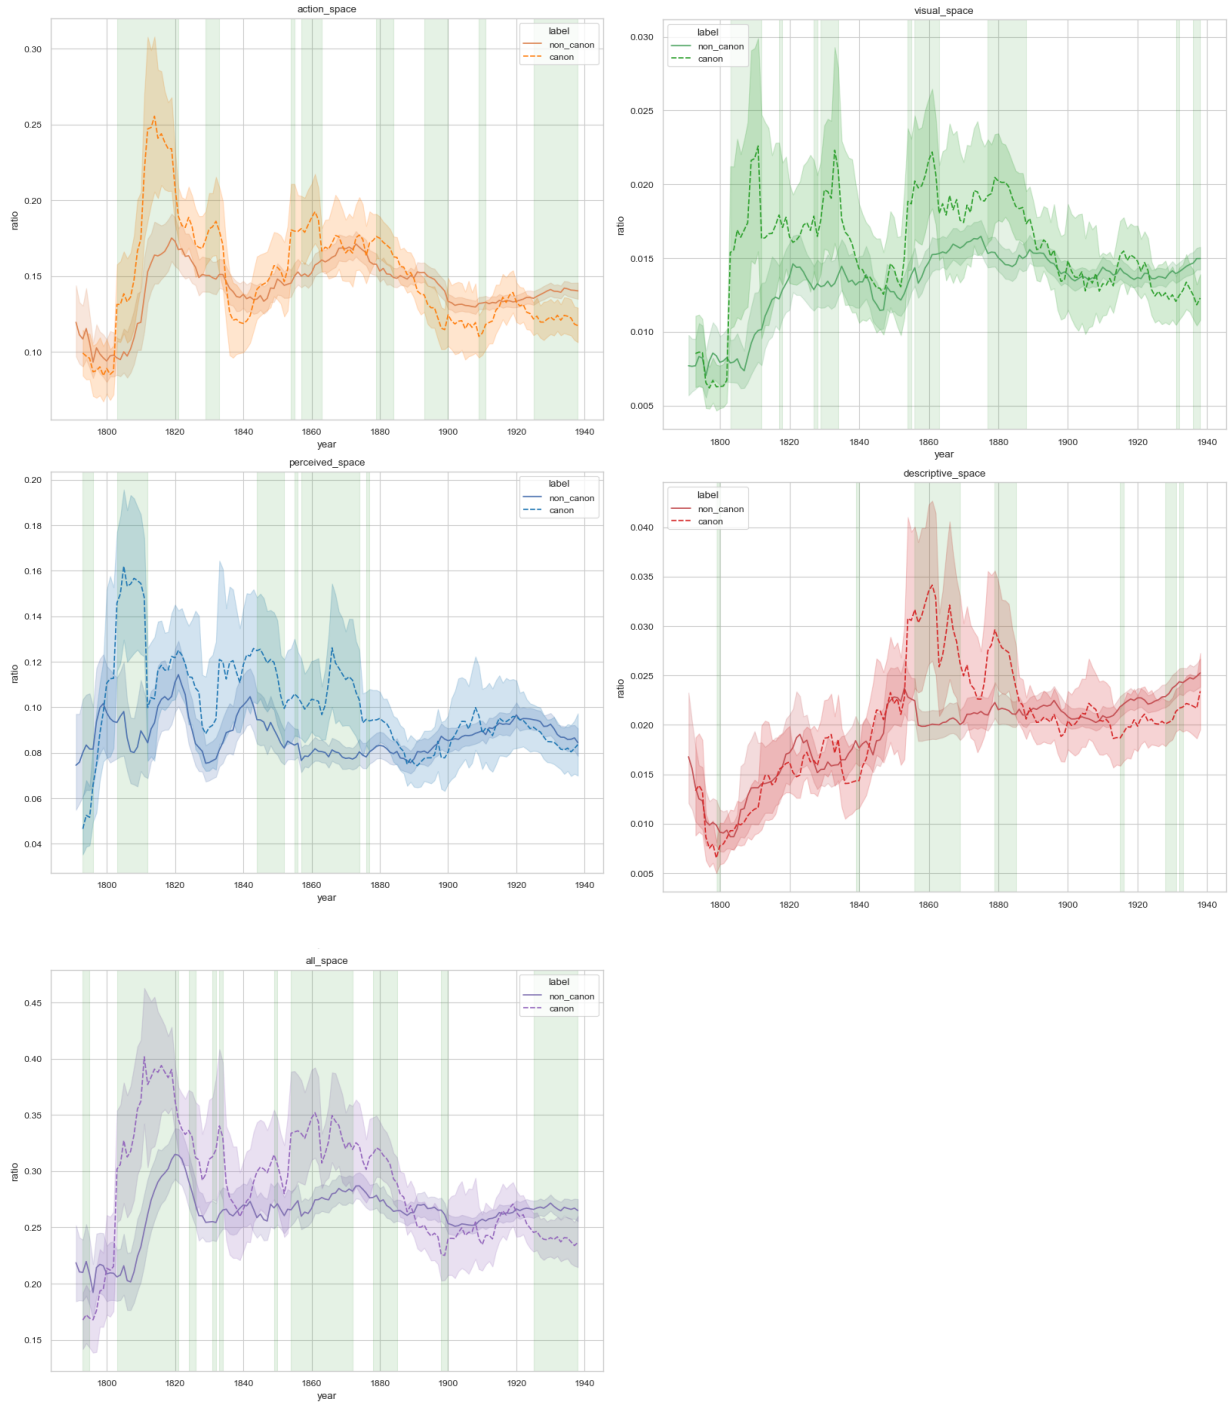 action_space
label
non_canon
canon
ratio
0.30
0.25
0.20
0.15
0.10
1800 1820 1840 1860 1880 1900 1920 1940
year
visual_space
label
non_canon
canon
ratio
0.030
0.025
0.020
0.015
0.010
0.005
1800 1820 1840 1860 1880 1900 1920 1940
year
perceived_space
label
non_canon
canon
ratio
0.20
0.18
0.16
0.14
0.12
0.10
0.08
0.06
0.04
1800 1820 1840 1860 1880 1900 1920 1940
year
descriptive_space
label
non_canon
canon
ratio
0.040
0.035
0.030
0.025
0.020
0.015
0.010
0.005
1800 1820 1840 1860 1880 1900 1920 1940
all_space
label
non_canon
canon
ratio
0.45
0.40
0.35
0.30
0.25
0.20
0.15
1800 1820 1840 1860 1880 1900 1920 1940
year